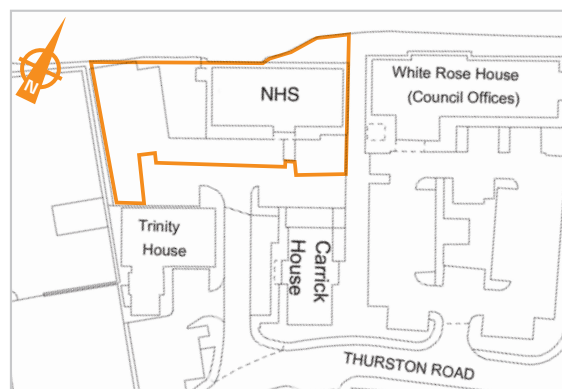 N
NHS
White Rose House
(Council Offices)
Trinity
House
Carrick
House
THURSTON ROAD